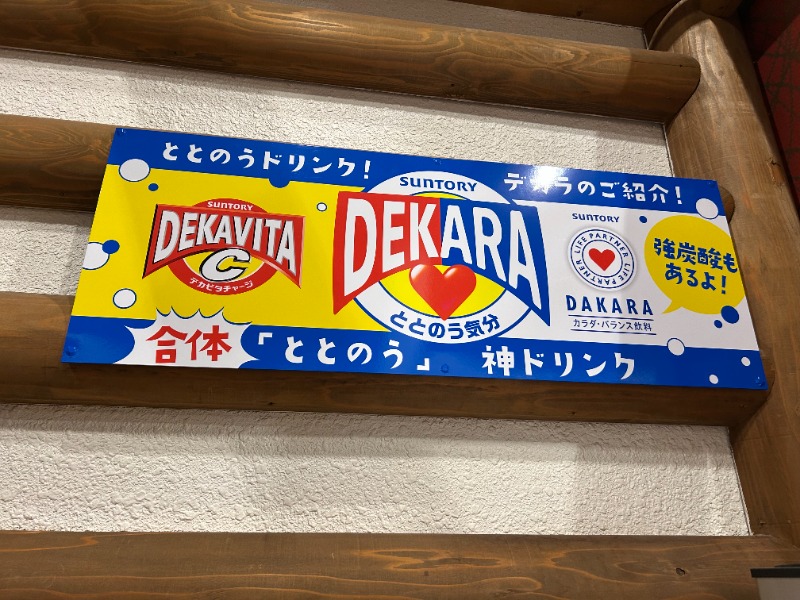 ととのうドリンク!
デカラのご紹介!
SUNTORY
DEKAVITA
C
デカビタチャージ
SUNTORY
DEKARA
ととのう気分
SUNTORY
LIFE PARTNER LIFE PARTNER
DAKARA
カラダ・バランス飲料
強炭酸も
あるよ!
合体「ととのう」 神ドリンク